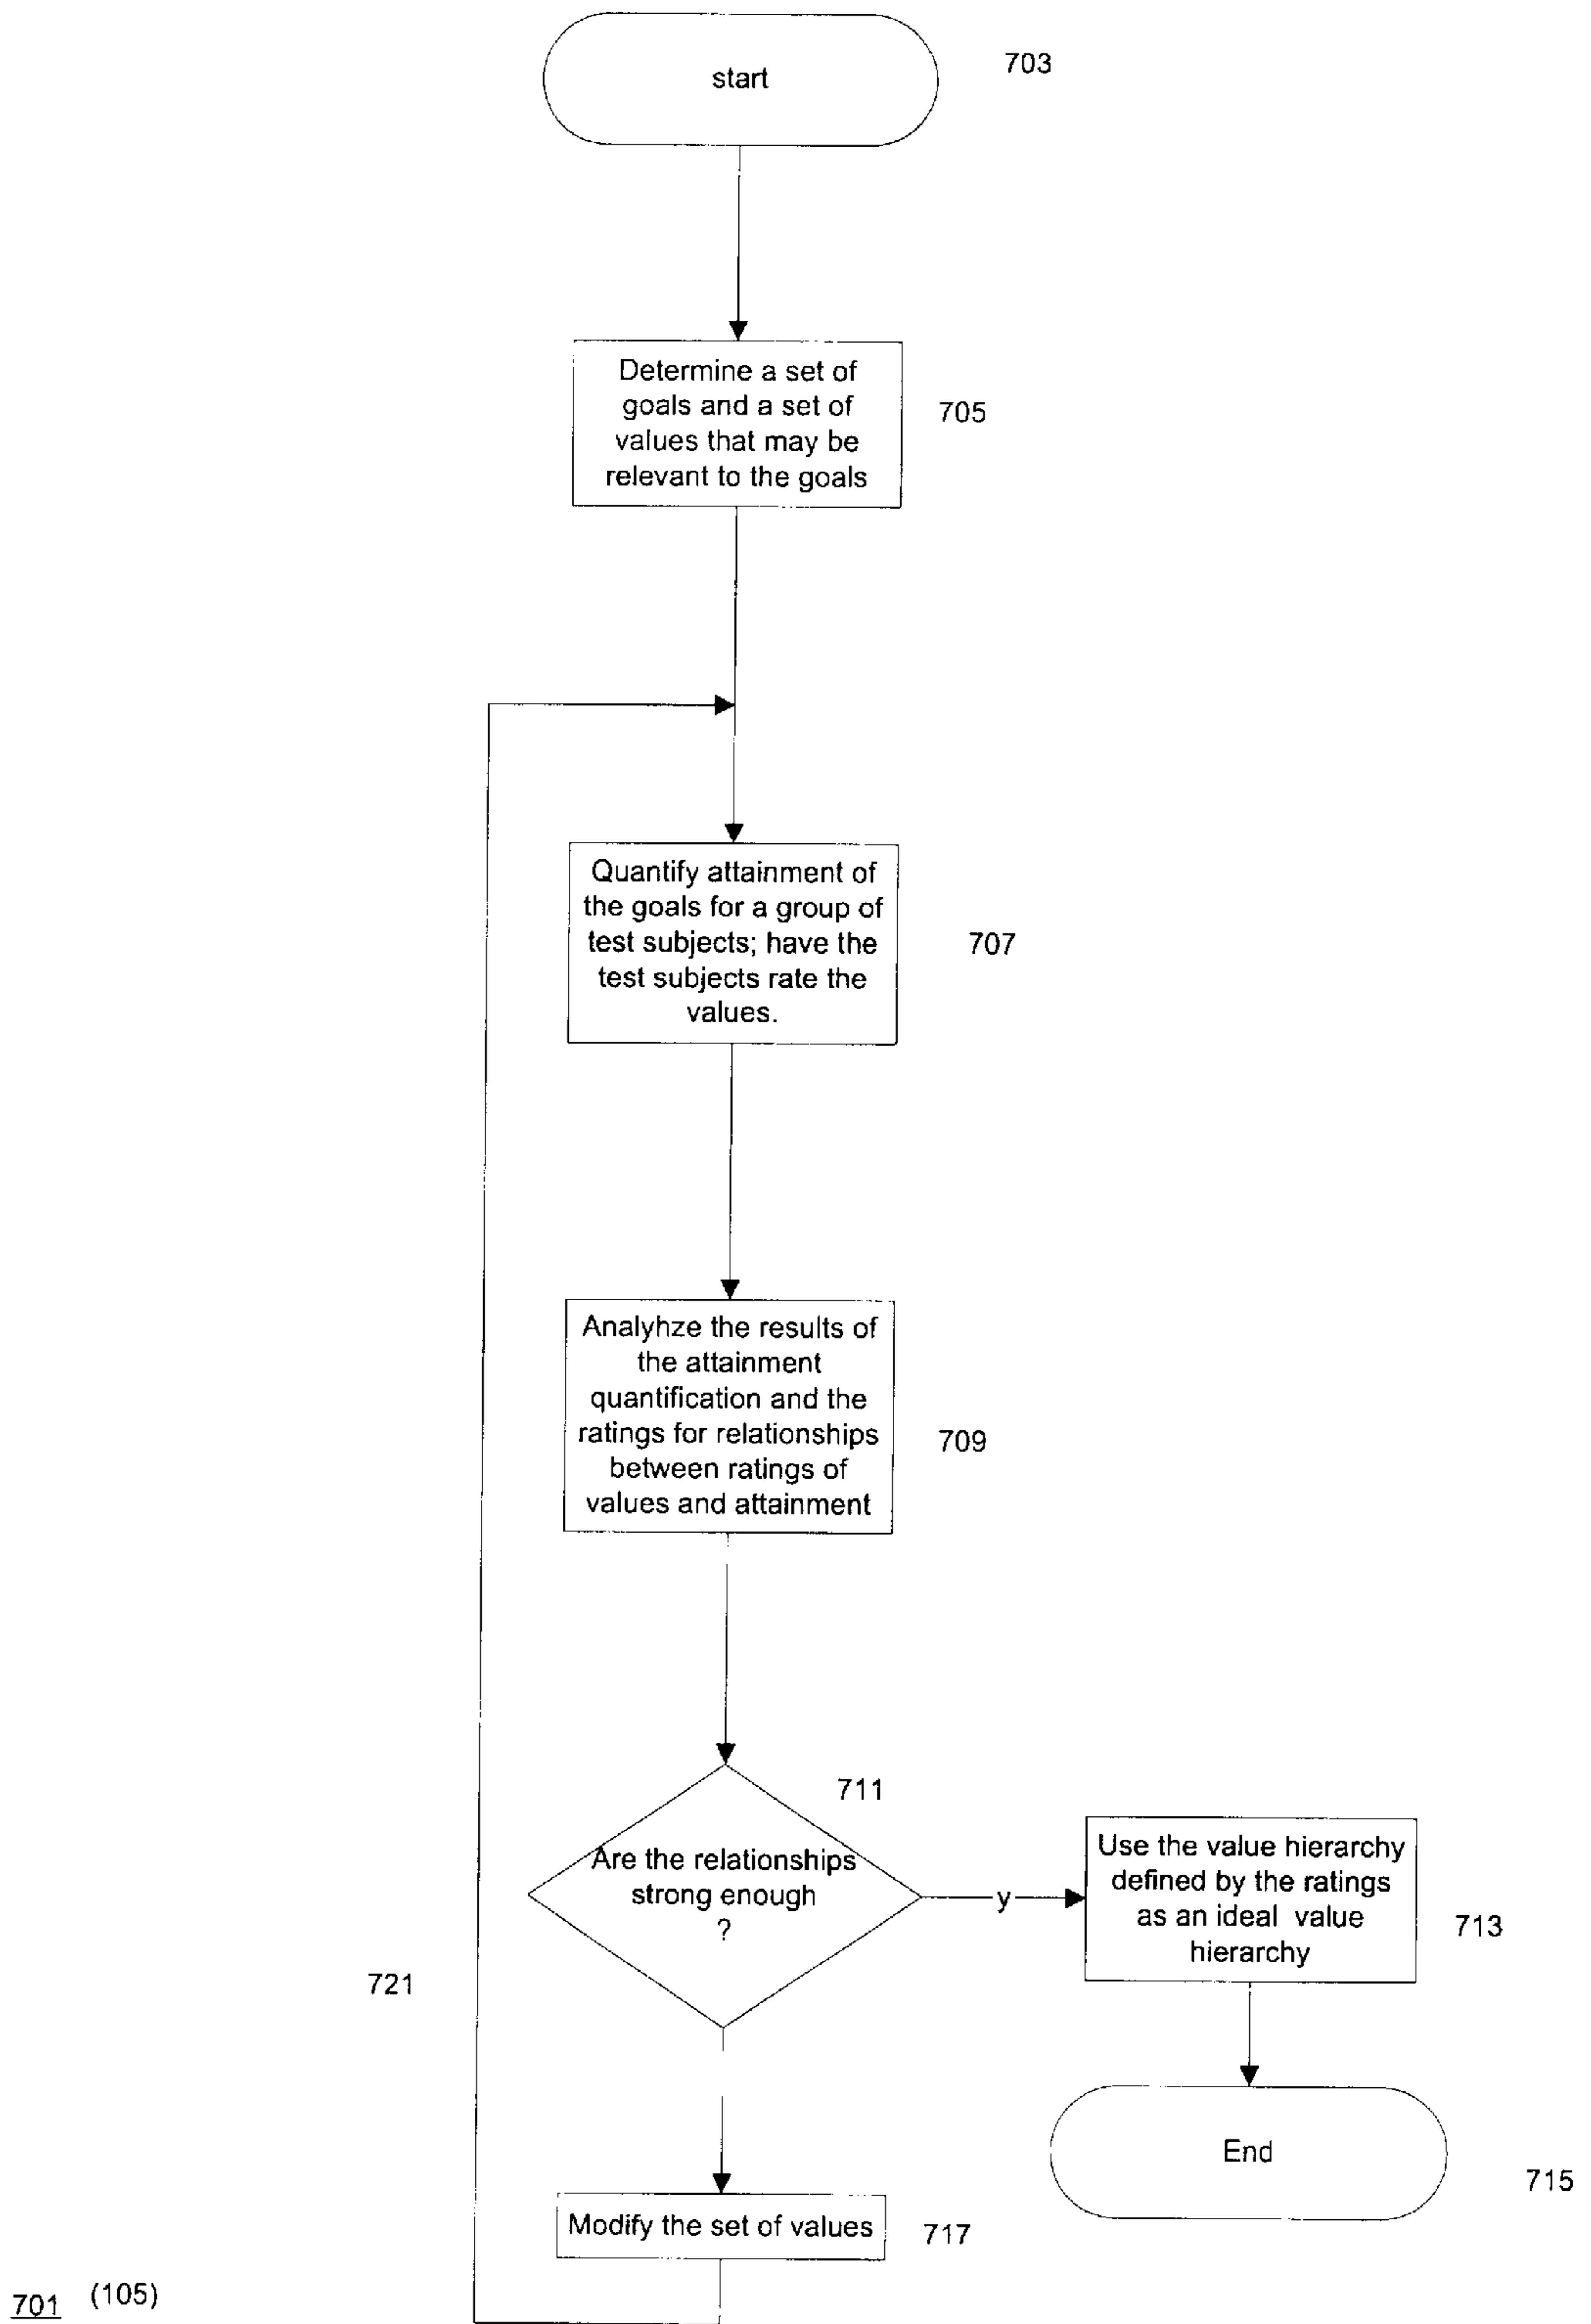 start
703
Determine a set of
goals and a set of
values that may be
relevant to the goals
705
Quantify attainment of
the goals for a group of
test subjects; have the
test subjects rate the
values.
707
Analyhze the results of
the attainment
quantification and the
ratings for relationships
between ratings of
values and attainment
709
711
Are the relationships
strong enough
?
y
Use the value hierarchy
defined by the ratings
as an ideal value
hierarchy
713
721
End
715
Modify the set of values
717
701 (105)